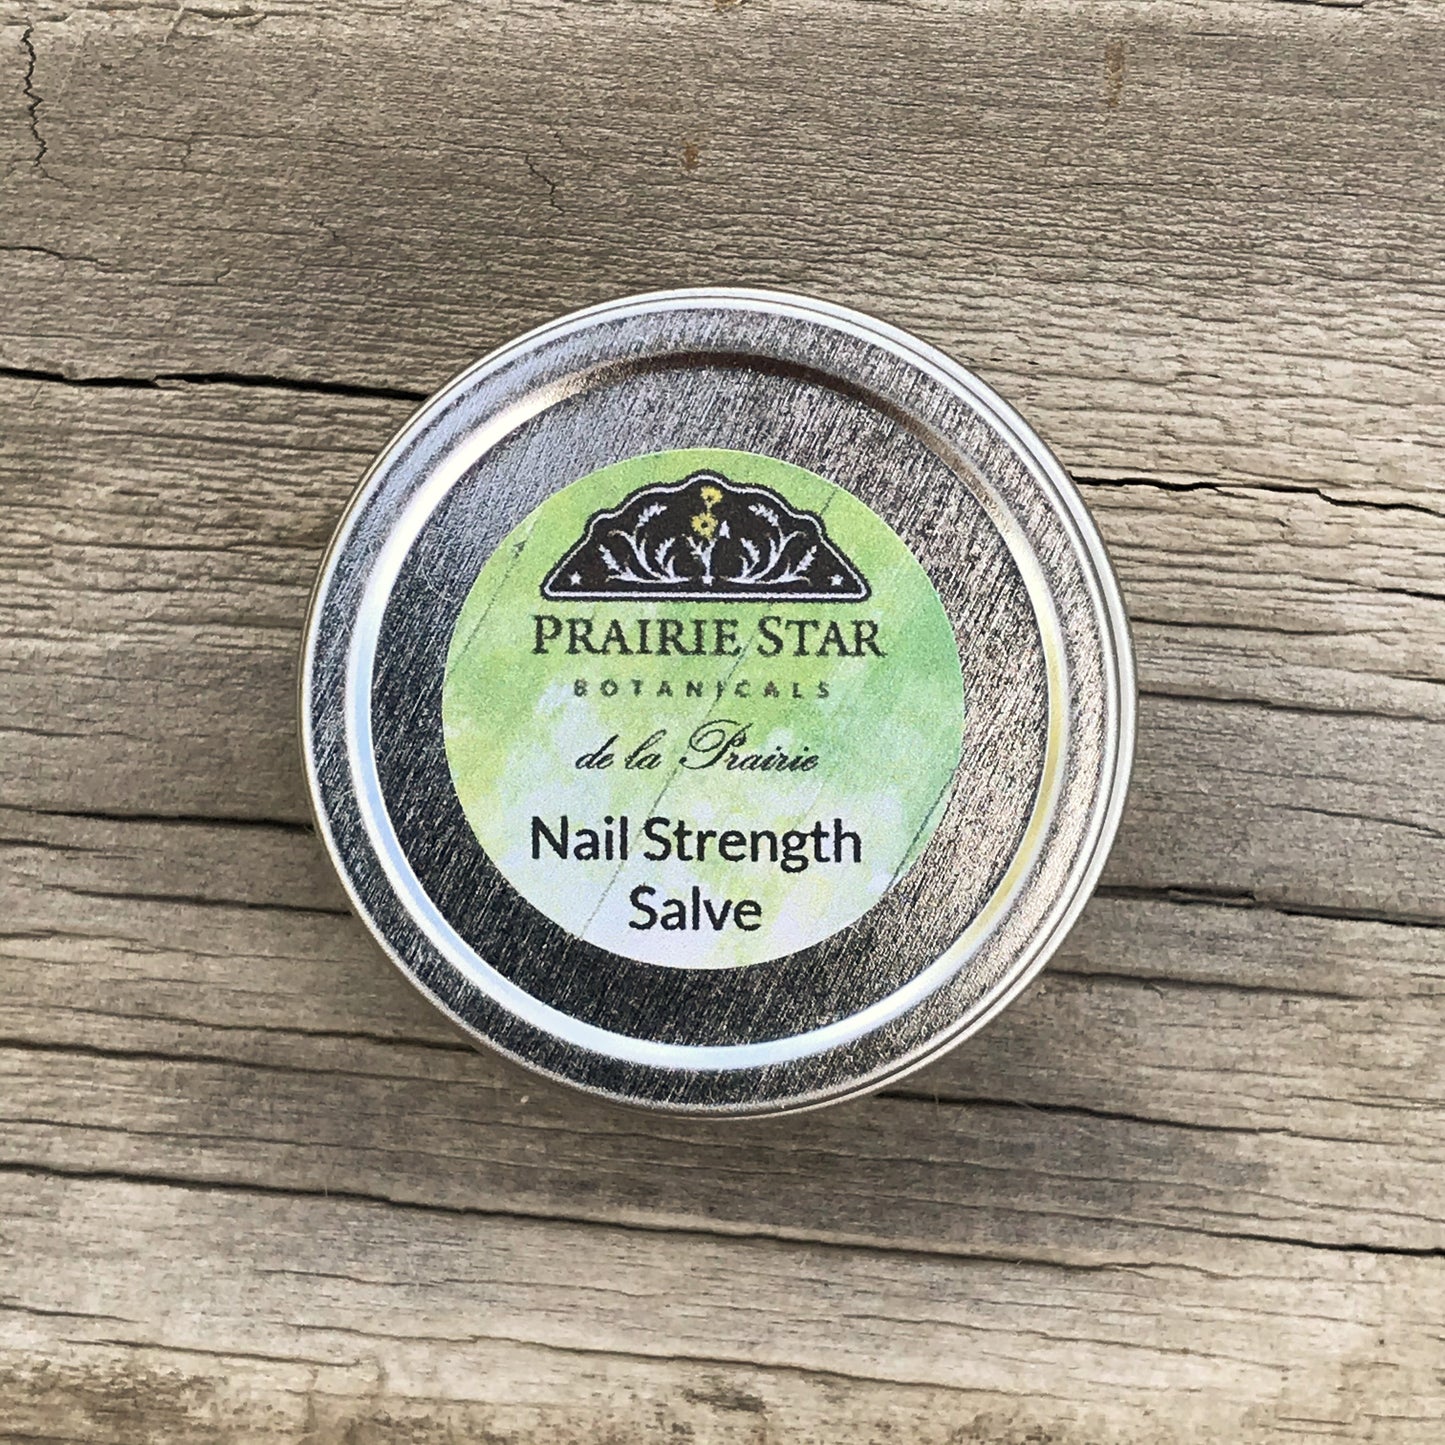 PRAIRIE STAR
BOTANICALS
de la Prairie
Nail Strength
Salve